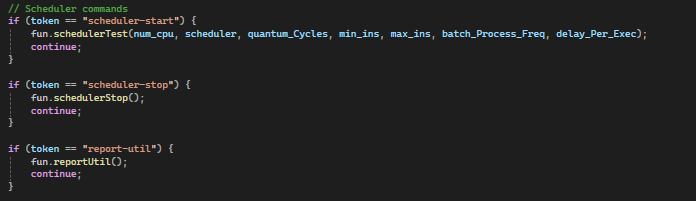 // Scheduler commands
if (token == "scheduler-start") {
fun.schedulerTest(num_cpu, scheduler, quantum_Cycles, min_ins, max_ins, batch_Process_Freq, delay_Per_Exec);
continue;
}
if (token == "scheduler-stop") {
fun.schedulerStop();
continue;
}
if (token == "report-util") {
fun.reportUtil();
continue;
}